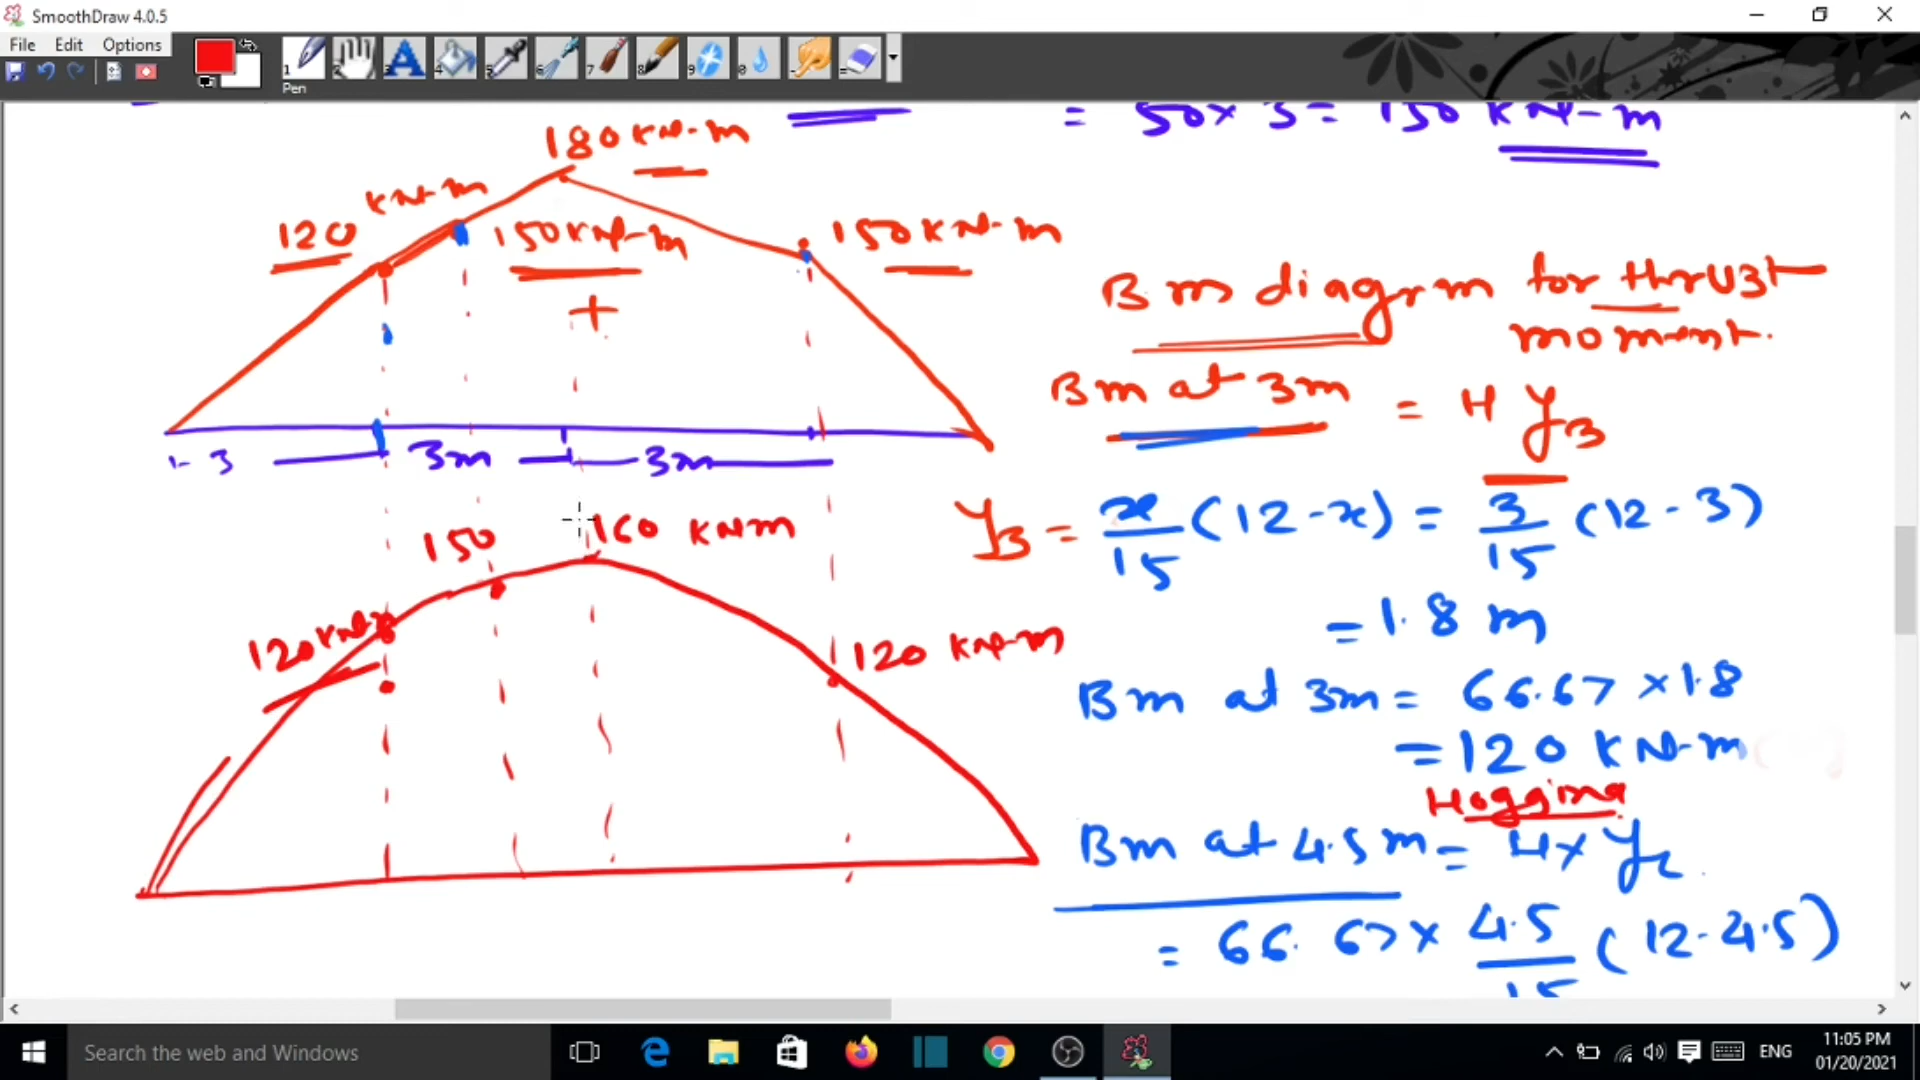 SmoothDraw 4.0.5
File Edit Options
Pen
= 50 x 3 = 150 KN-m
180 KN-m
120 KN-m
150 KN-m
150 KN-m
+
3 3m 3m
Bm diagrm for thrust
moment.
Bm at 3m = H y3
y3 = x/15 (12-x) = 3/15 (12-3)
= 1.8 m
Bm at 3m = 66.67 x 1.8
= 120 KN-m
Hogging
Bm at 4.5m = H x yc
= 66.67 x 4.5/15 (12-4.5)
150
160 KNm
120 KN-m
120 KN-m
Search the web and Windows
ENG
11:05 PM
01/20/2021